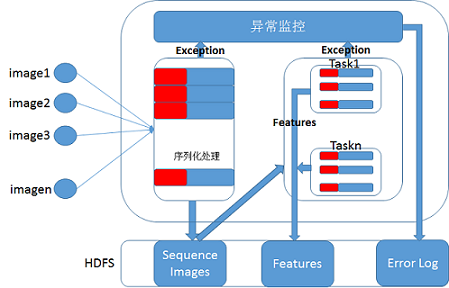 异常监控
Exception
Exception
image1
image2
image3
imagen
序列化处理
Task1
Features
Taskn
HDFS
Sequence
Images
Features
Error Log